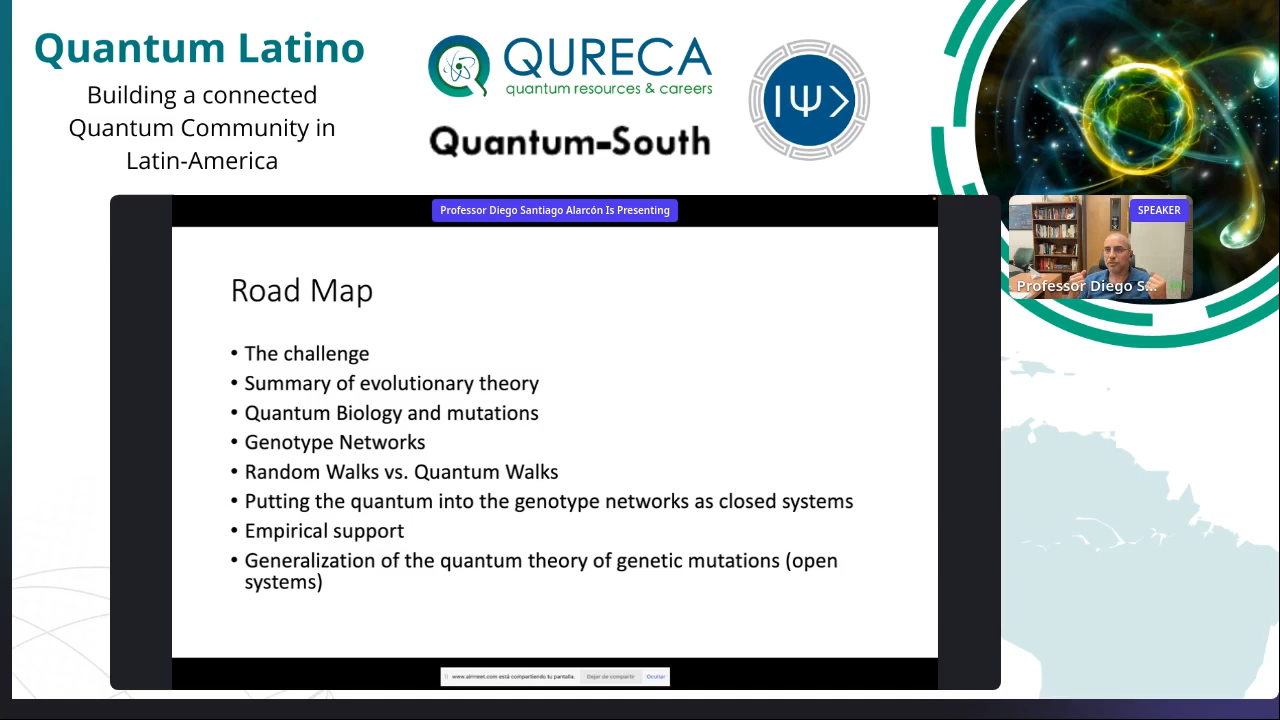 Quantum Latino
Building a connected
Quantum Community in
Latin-America
QURECA
quantum resources & careers
Quantum-South
|Ψ>
Professor Diego Santiago Alarcón Is Presenting
SPEAKER
Professor Diego S...
Road Map
• The challenge
• Summary of evolutionary theory
• Quantum Biology and mutations
• Genotype Networks
• Random Walks vs. Quantum Walks
• Putting the quantum into the genotype networks as closed systems
• Empirical support
• Generalization of the quantum theory of genetic mutations (open
systems)
www.airmeet.com está compartiendo tu pantalla.
Dejar de compartir
Ocultar